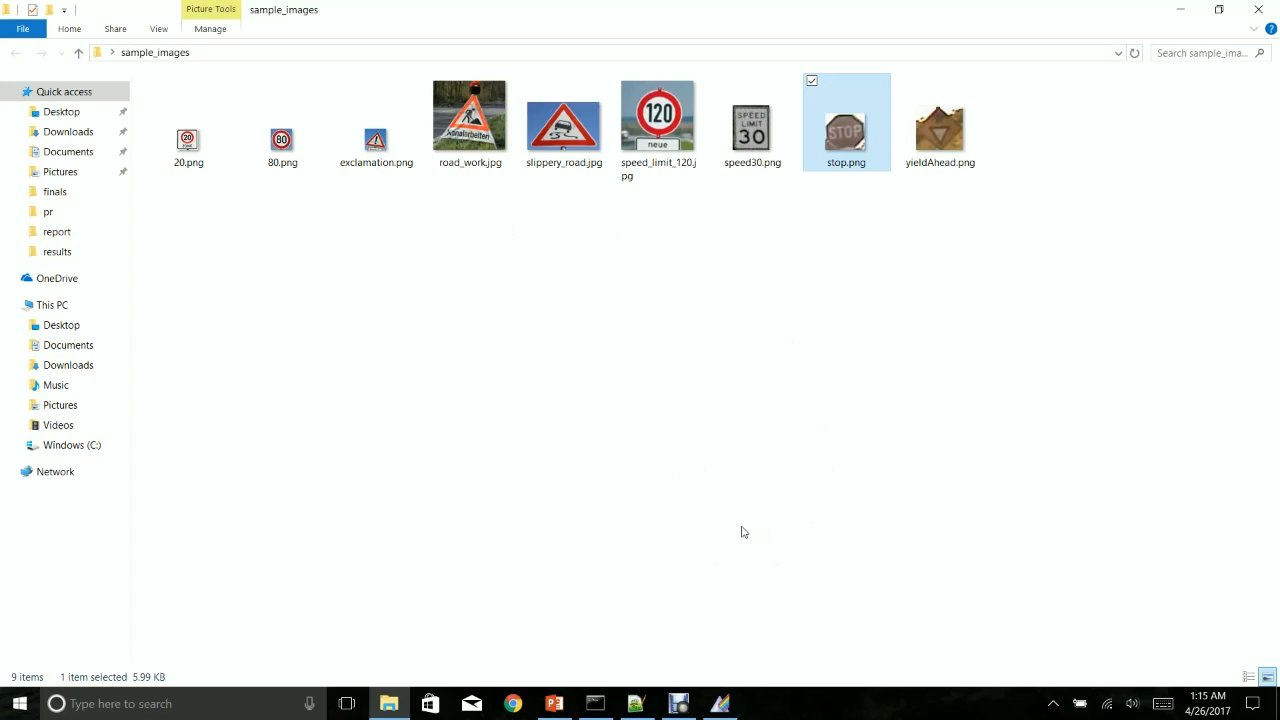 Picture Tools
sample_images
File
Home
Share
View
Manage
sample_images
Search sample_ima...
Quick access
Desktop
Downloads
Documents
Pictures
finals
pr
report
results
OneDrive
This PC
Desktop
Documents
Downloads
Music
Pictures
Videos
Windows (C:)
Network
20
80
Kanalarbeiten
120
neue
SPEED
LIMIT
30
STOP
20.png
80.png
exclamation.png
road_work.jpg
slippery_road.jpg
speed_limit_120.j
pg
speed30.png
stop.png
yieldAhead.png
9 items
1 item selected 5.99 KB
Type here to search
1:15 AM
4/26/2017